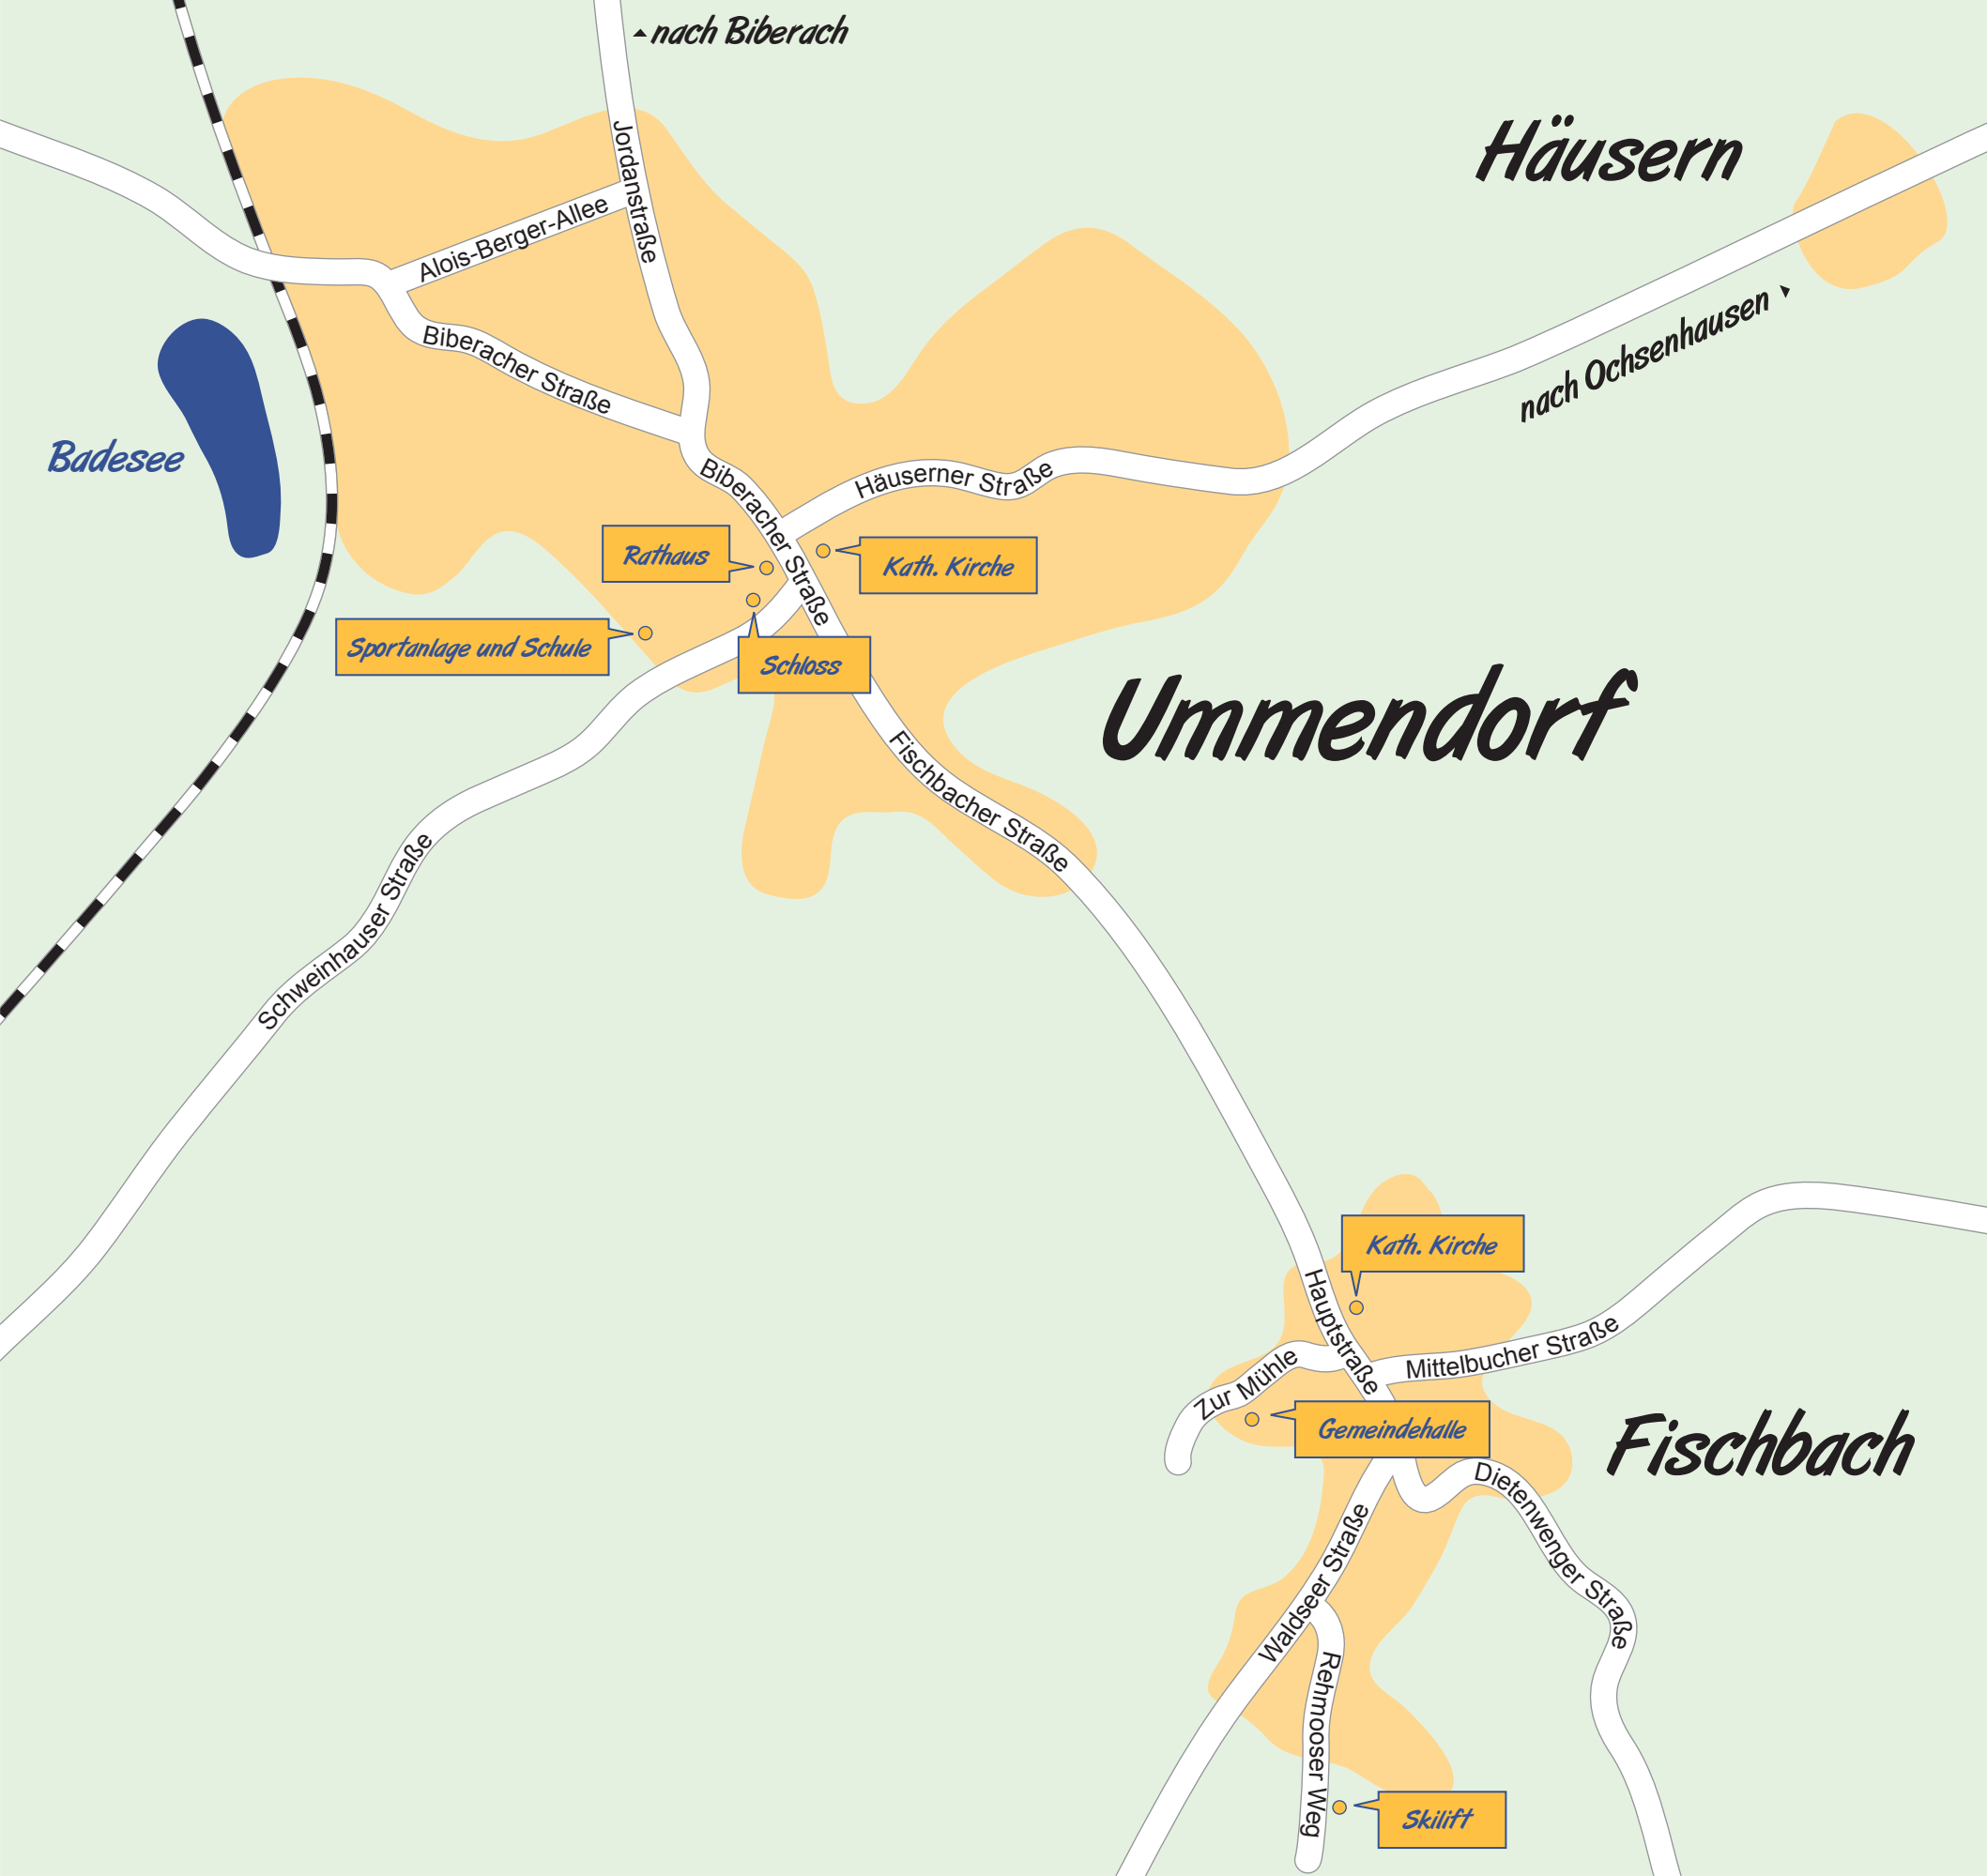 nach Biberach
Häusern
Jordanstraße
Alois-Berger-Allee
nach Ochsenhausen
Biberacher Straße
Badesee
Häuserner Straße
Biberacher Straße
Rathaus
Kath. Kirche
Sportanlage und Schule
Schloss
Ummendorf
Fischbacher Straße
Schweinhauser Straße
Kath. Kirche
Hauptstraße
Mittelbucher Straße
Zur Mühle
Gemeindehalle
Fischbach
Dietenwenger Straße
Waldseer Straße
Rehmooser Weg
Skilift